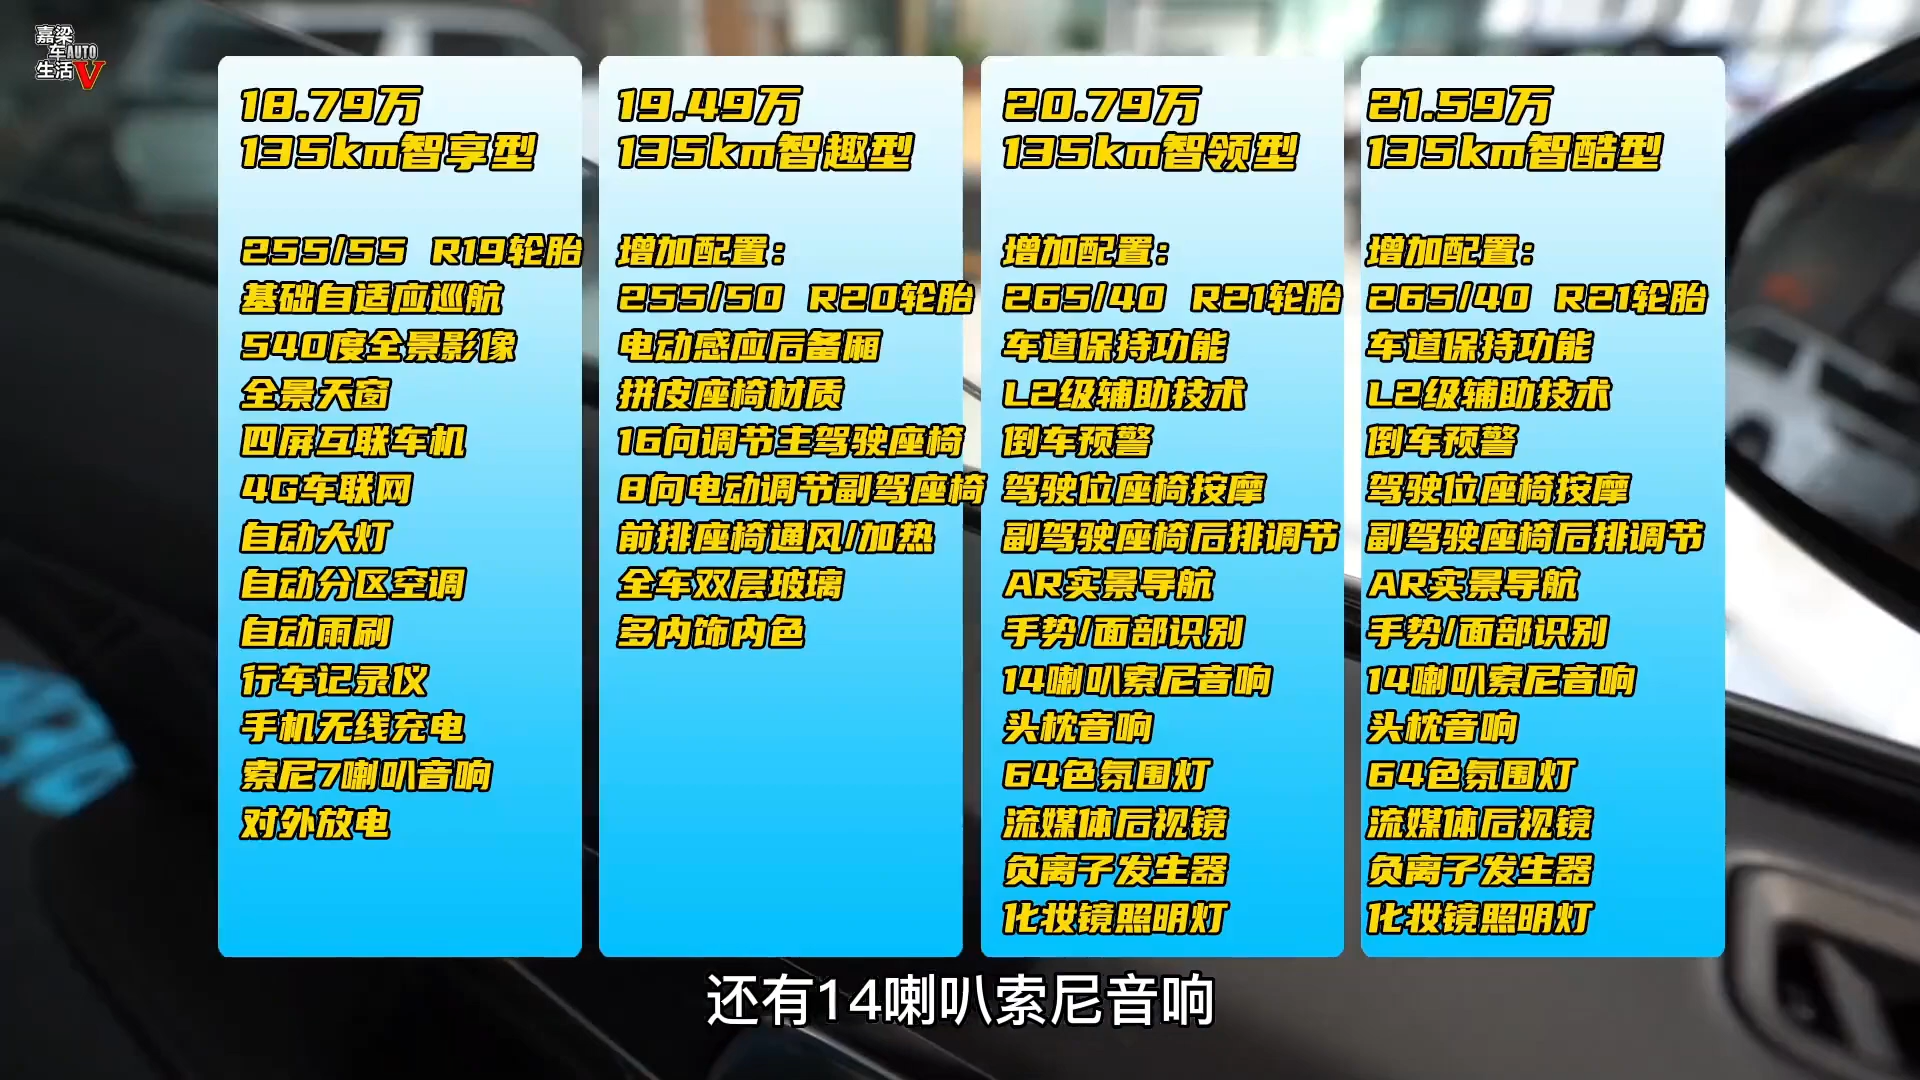 嘉梁
车AUTO
生活V
18.79万
135km智享型
255/55 R19轮胎
基础自适应巡航
540度全景影像
全景天窗
四屏互联车机
4G车联网
自动大灯
自动分区空调
自动雨刷
行车记录仪
手机无线充电
索尼7喇叭音响
对外放电
19.49万
135km智趣型
增加配置：
255/50 R20轮胎
电动感应后备厢
拼皮座椅材质
16向调节主驾驶座椅
8向电动调节副驾座椅
前排座椅通风/加热
全车双层玻璃
多内饰内色
20.79万
135km智领型
增加配置：
265/40 R21轮胎
车道保持功能
L2级辅助技术
倒车预警
驾驶位座椅按摩
副驾驶座椅后排调节
AR实景导航
手势/面部识别
14喇叭索尼音响
头枕音响
64色氛围灯
流媒体后视镜
负离子发生器
化妆镜照明灯
21.59万
135km智酷型
增加配置：
265/40 R21轮胎
车道保持功能
L2级辅助技术
倒车预警
驾驶位座椅按摩
副驾驶座椅后排调节
AR实景导航
手势/面部识别
14喇叭索尼音响
头枕音响
64色氛围灯
流媒体后视镜
负离子发生器
化妆镜照明灯
还有14喇叭索尼音响